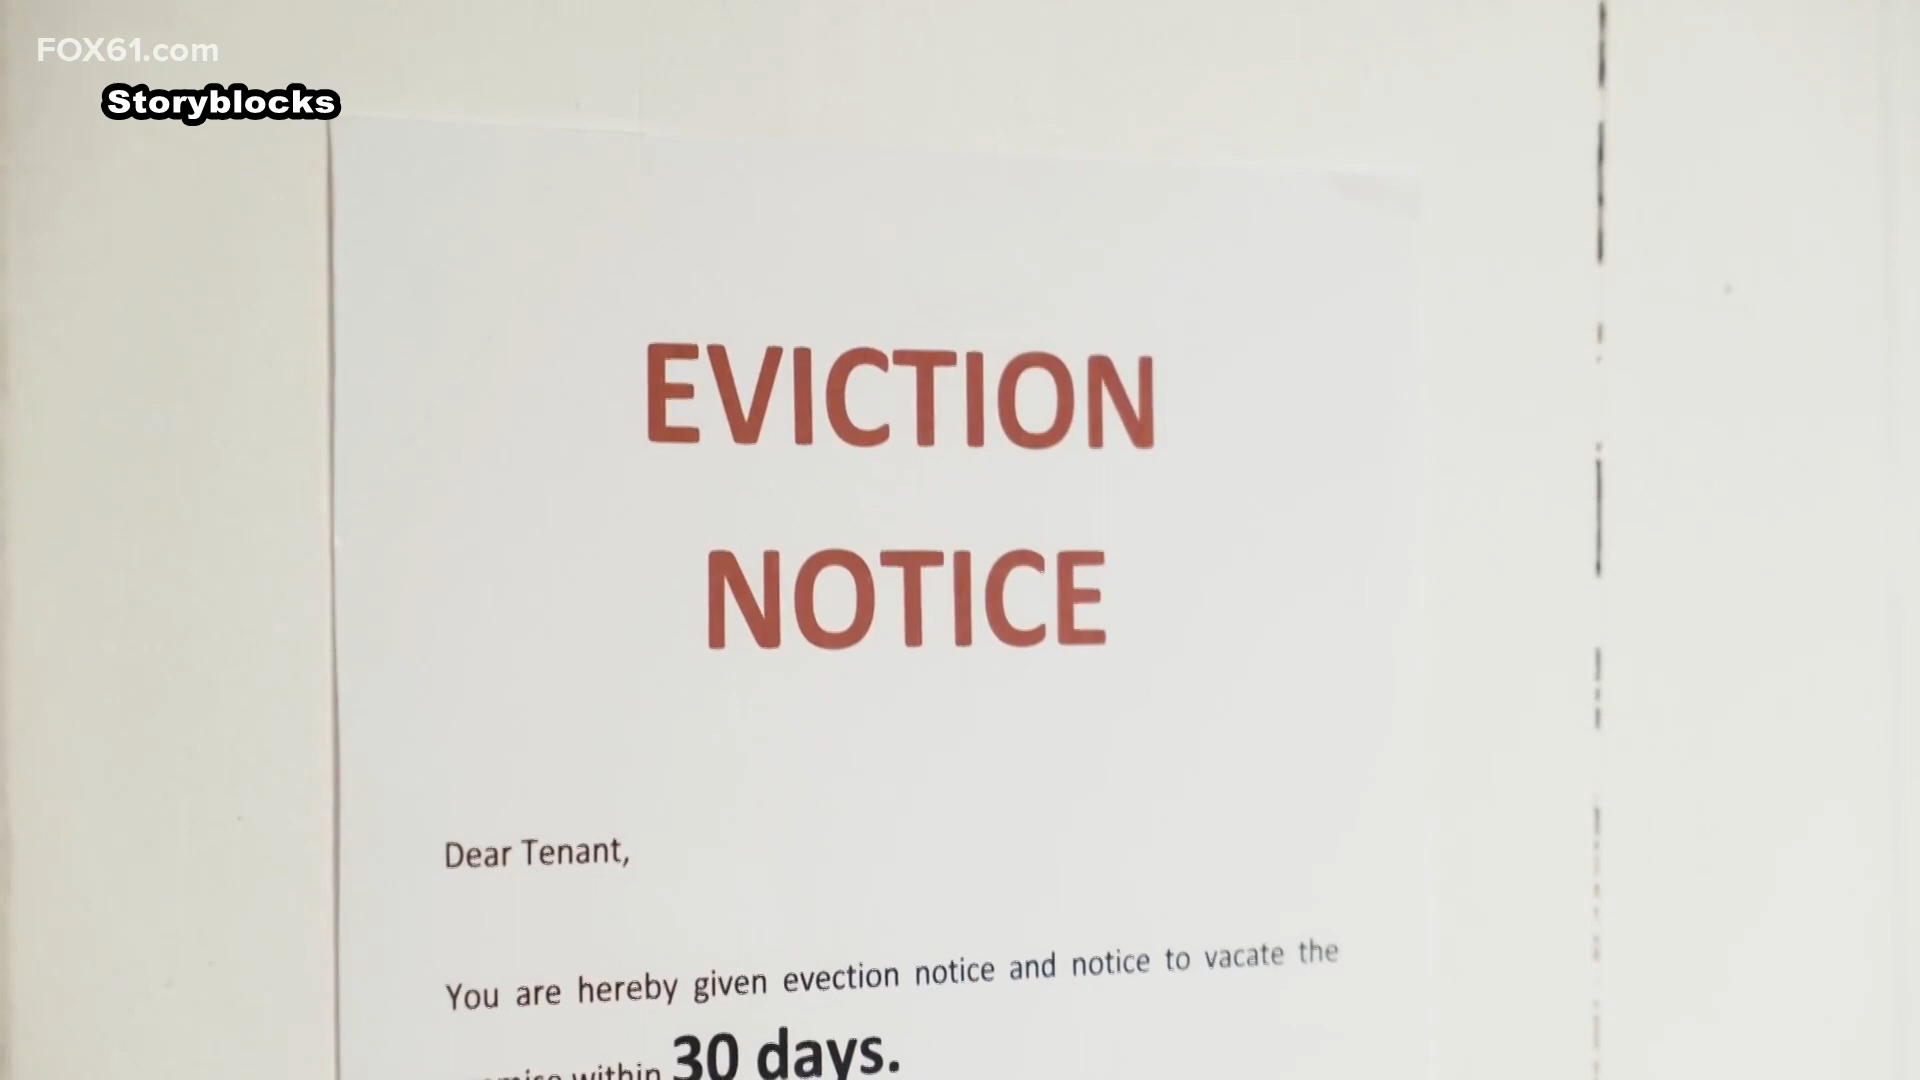 FOX61.com
Storyblocks
EVICTION
NOTICE
Dear Tenant,
You are hereby given evection notice and notice to vacate the
within 30 days.